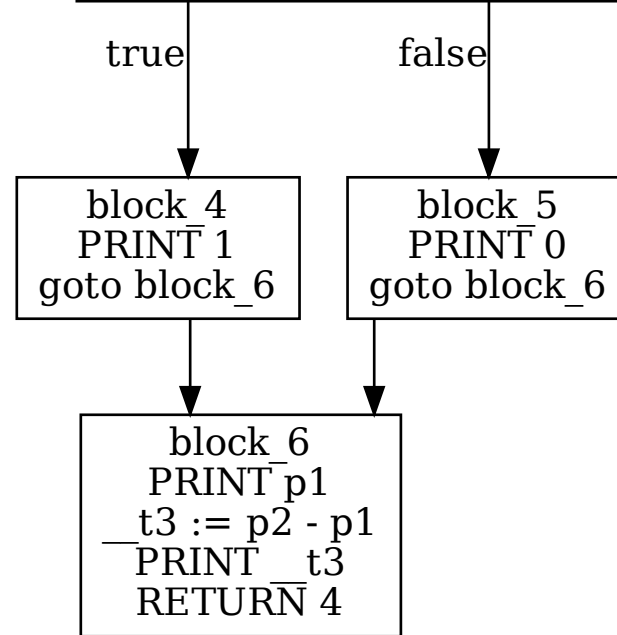 true
false
block_4
PRINT 1
goto block_6
block_5
PRINT 0
goto block_6
block_6
PRINT p1
__t3 := p2 - p1
PRINT __t3
RETURN 4